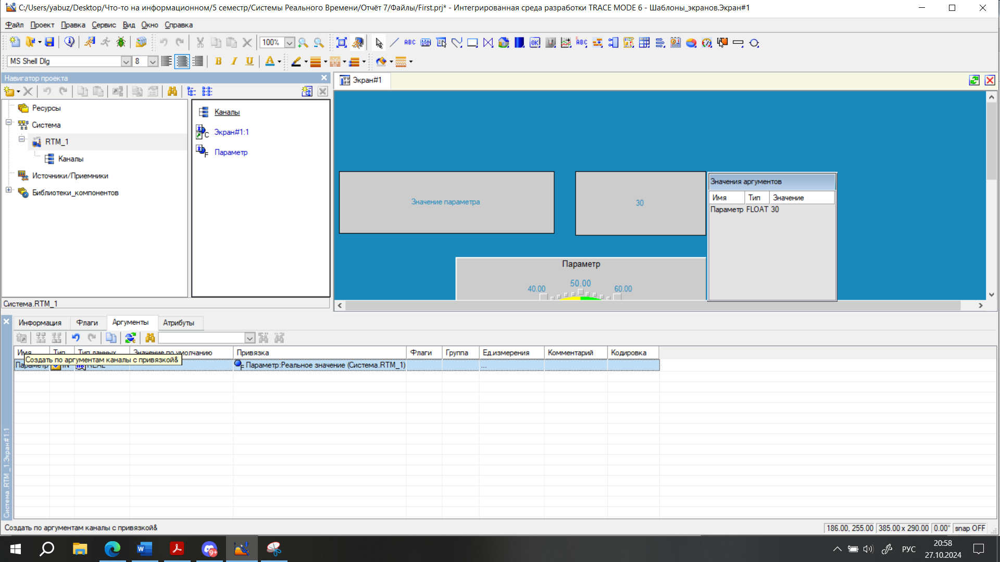 C:/Users/yabuz/Desktop/Что-то на информационном/5 семестр/Системы Реального Времени/Отчёт 7/Файлы/First.prj* - Интегрированная среда разработки TRACE MODE 6 - Шаблоны_экранов.Экран#1
Файл Проект Правка Сервис Вид Окно Справка
100% ABC OK ABC
MS Shell Dlg 8 B I U A
Навигатор проекта
Экран#1
Ресурсы
Система
RTM_1
Каналы
Источники/Приемники
Библиотеки_компонентов
Каналы
Экран#1:1
Параметр
Система.RTM_1
Значение параметра
30
Значения аргументов
Имя Тип Значение
Параметр FLOAT 30
Параметр
40.00 50.00 60.00
Информация Флаги Аргументы Атрибуты
Имя Тип Тип данных Значение по умолчанию Привязка Флаги Группа Ед.измерения Комментарий Кодировка
Создать по аргументам каналы с привязкой&
Параметр IN REAL Параметр:Реальное значение (Система.RTM_1) ...
Система.RTM_1.Экран#1:1
Создать по аргументам каналы с привязкой&
186.00, 255.00 385.00 x 290.00 0.00° snap OFF
9+
РУС
20:58
27.10.2024